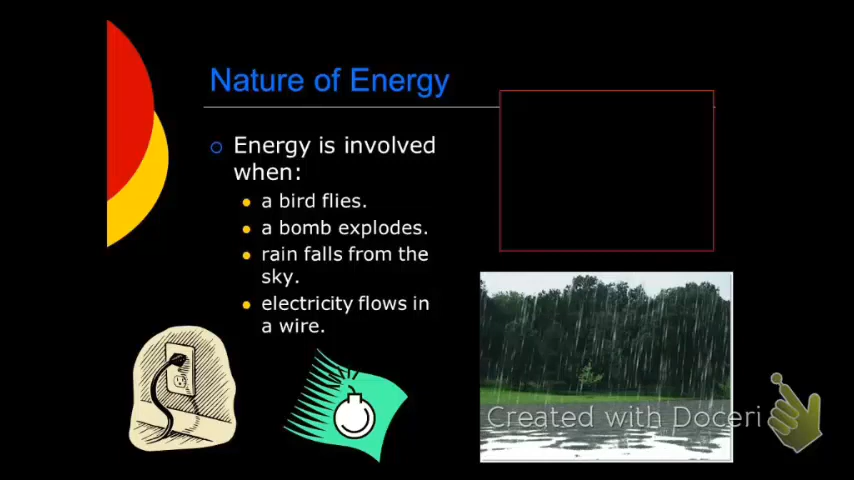 Nature of Energy
Energy is involved
when:
a bird flies.
a bomb explodes.
rain falls from the
sky.
electricity flows in
a wire.
Created with Doceri